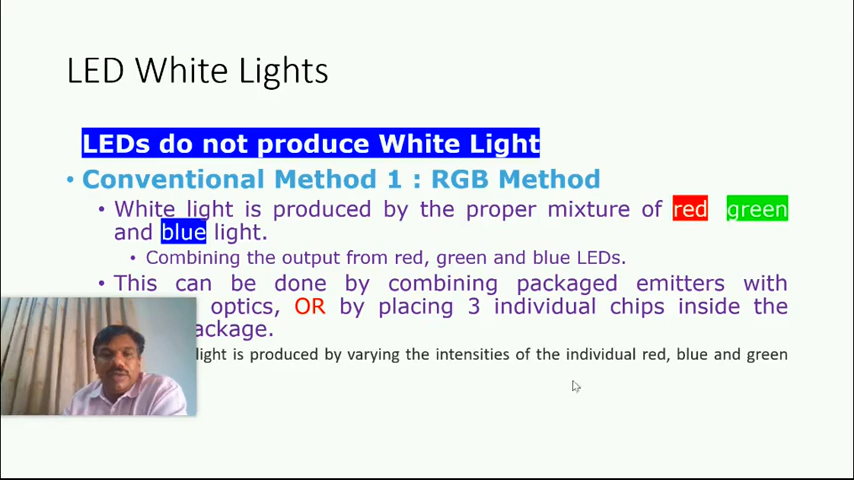 LED White Lights
LEDs do not produce White Light
• Conventional Method 1 : RGB Method
• White light is produced by the proper mixture of red green
and blue light.
• Combining the output from red, green and blue LEDs.
• This can be done by combining packaged emitters with
optics, OR by placing 3 individual chips inside the
light is produced by varying the intensities of the individual red, blue and green